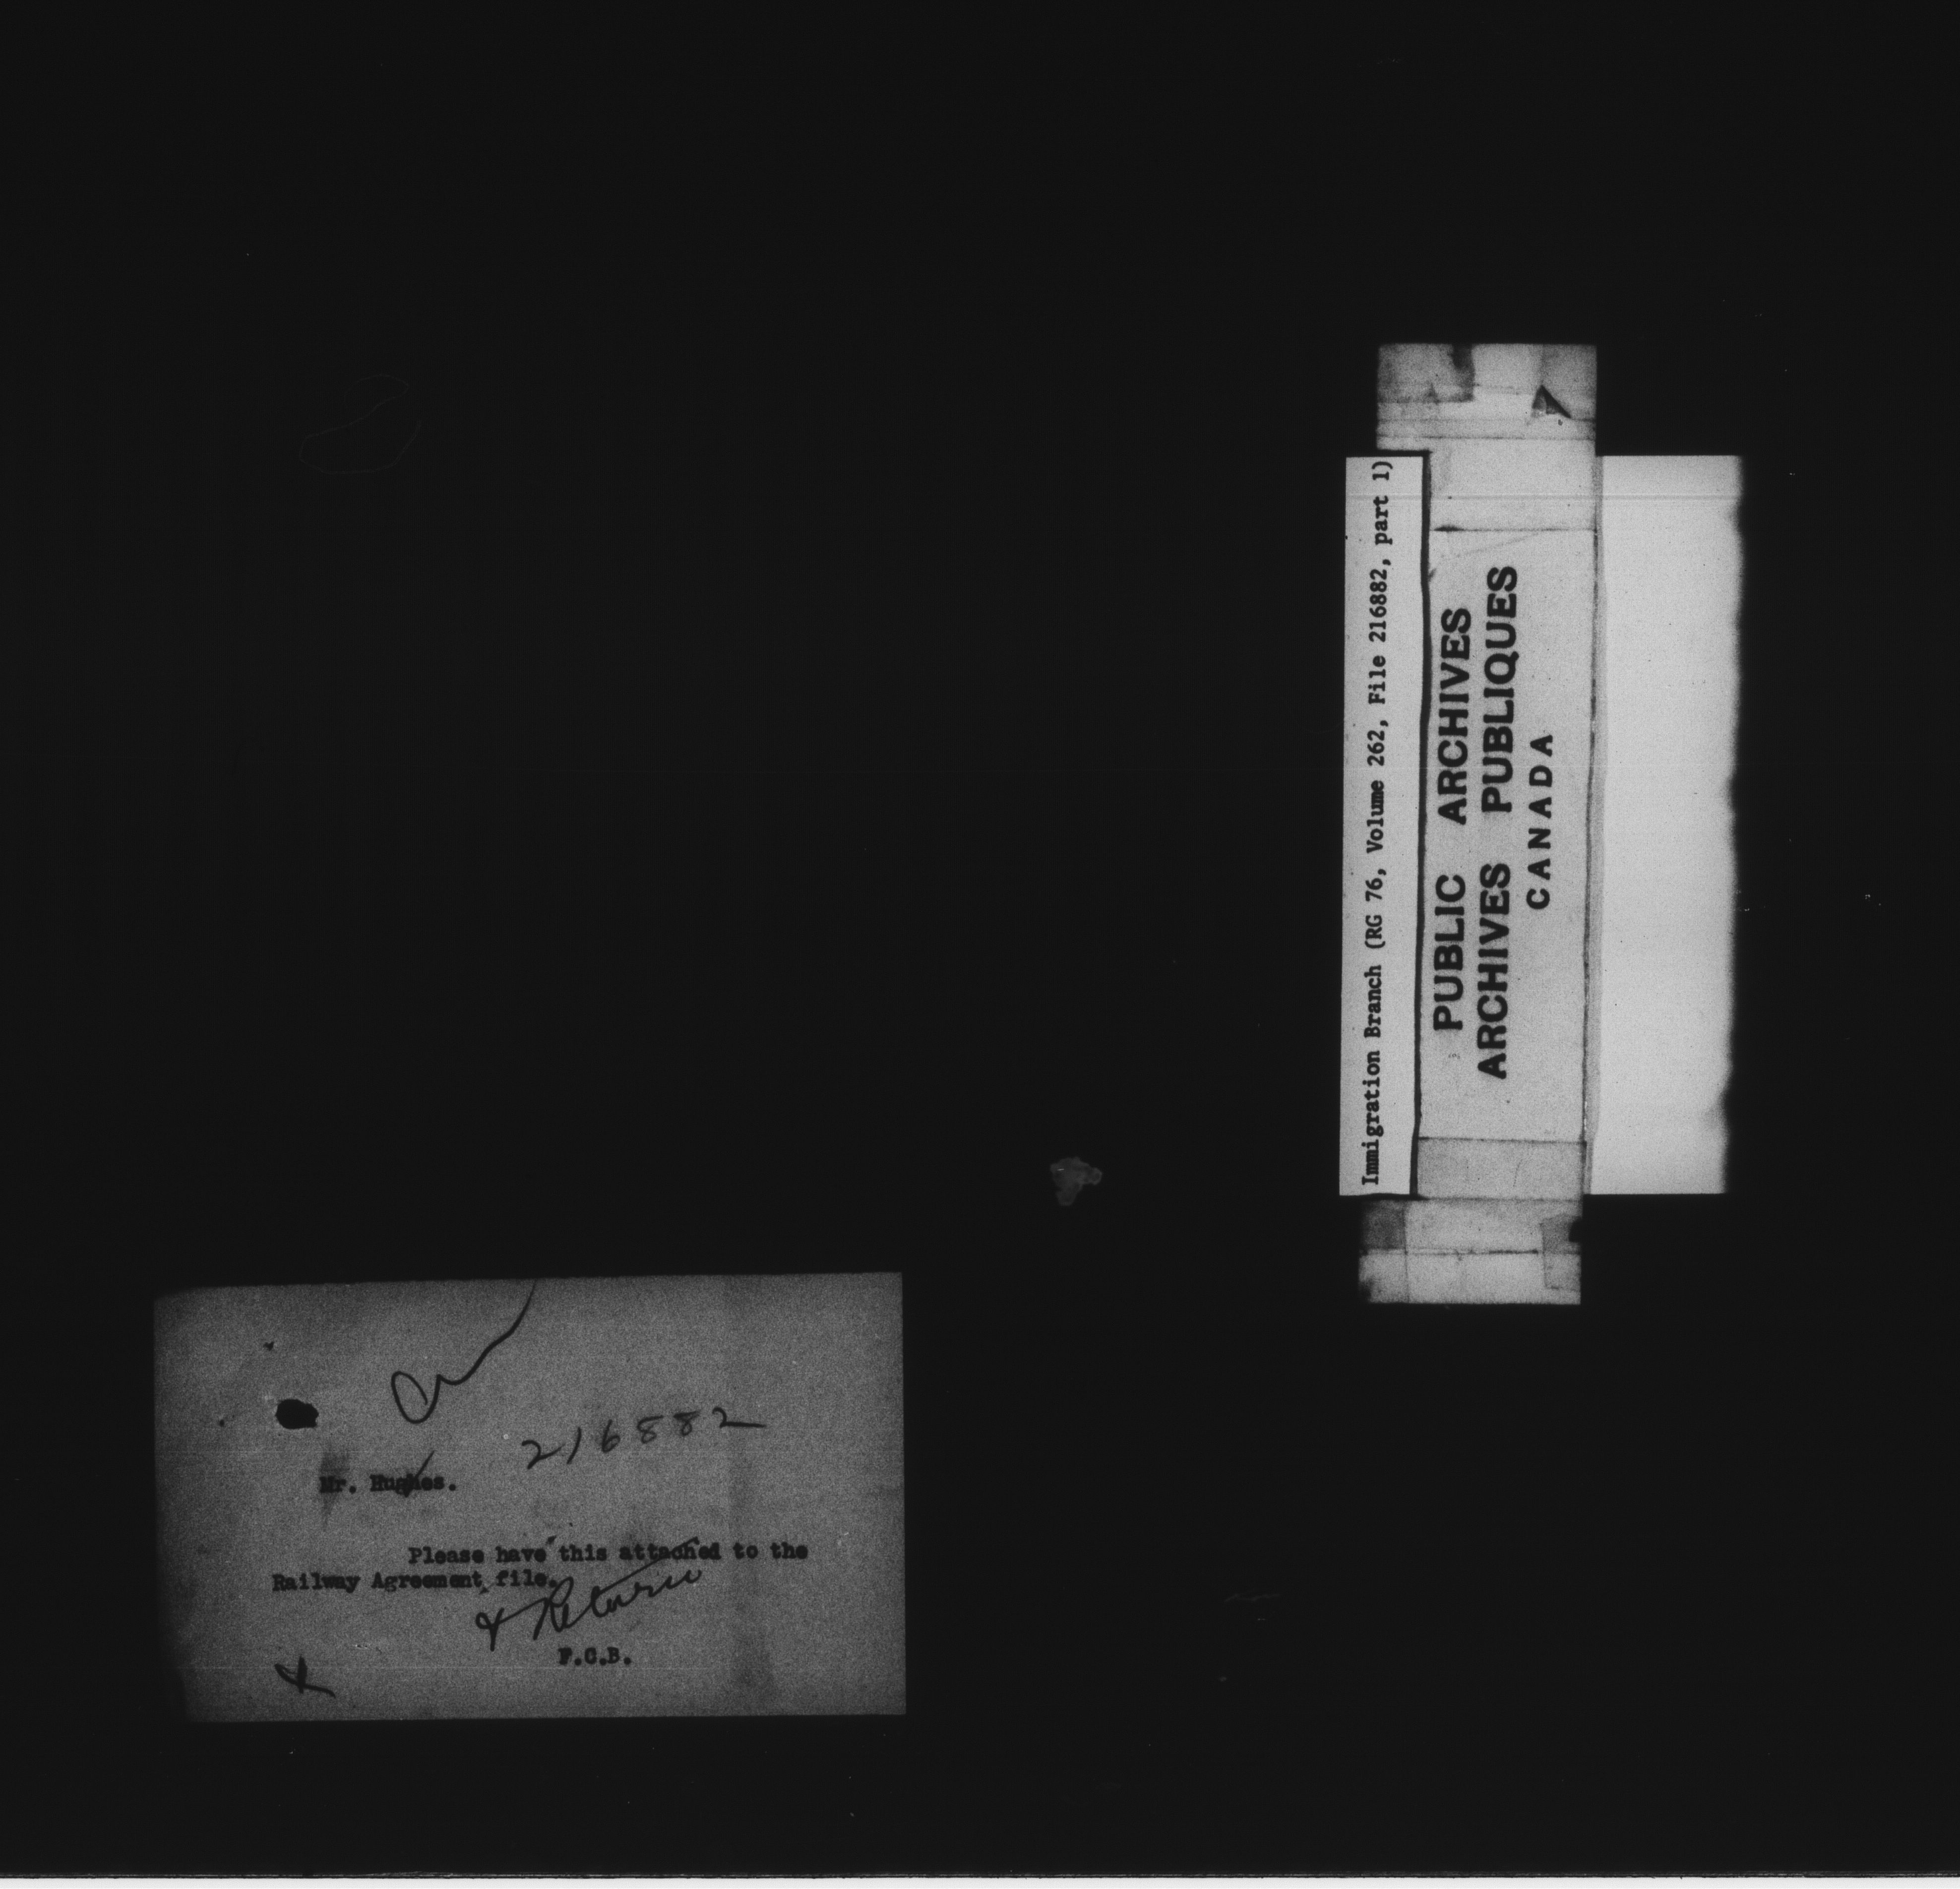 216882
Mr. Hughes.
Please have this attached to the
Railway Agreement file.
& Return
F.C.B.
Immigration Branch (RG 76, Volume 262, File 216882, part 1)
PUBLIC ARCHIVES
ARCHIVES PUBLIQUES
CANADA